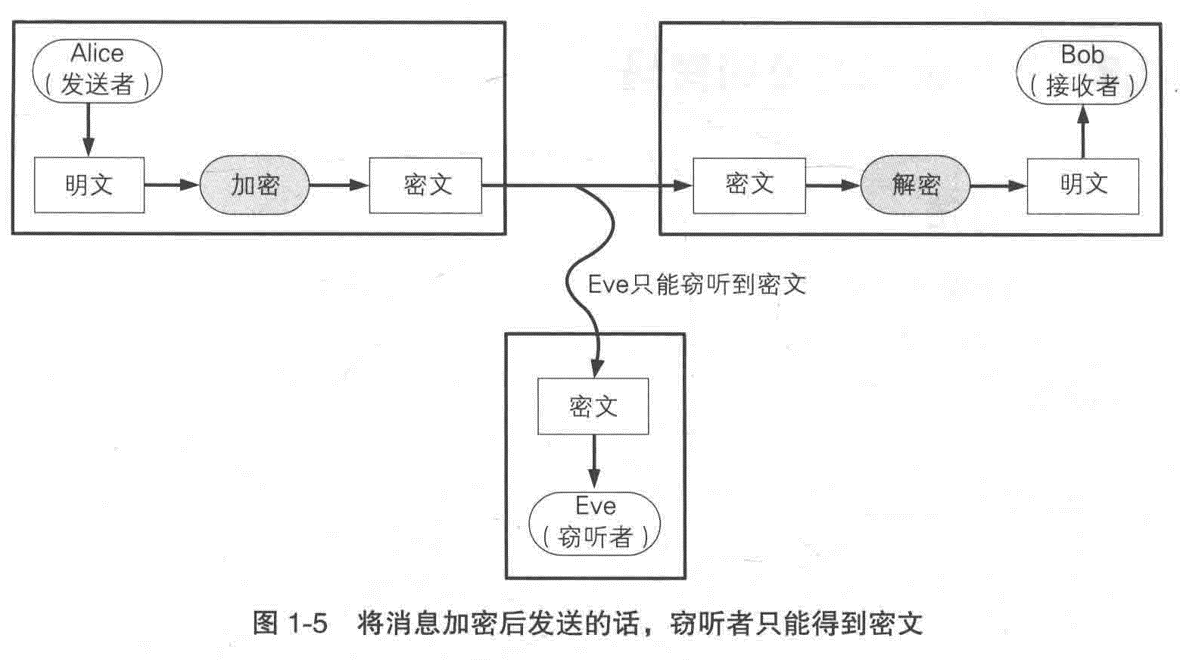 Alice
（发送者）
明文
加密
密文
密文
解密
明文
Bob
（接收者）
Eve只能窃听到密文
密文
Eve
（窃听者）
图 1-5 将消息加密后发送的话，窃听者只能得到密文